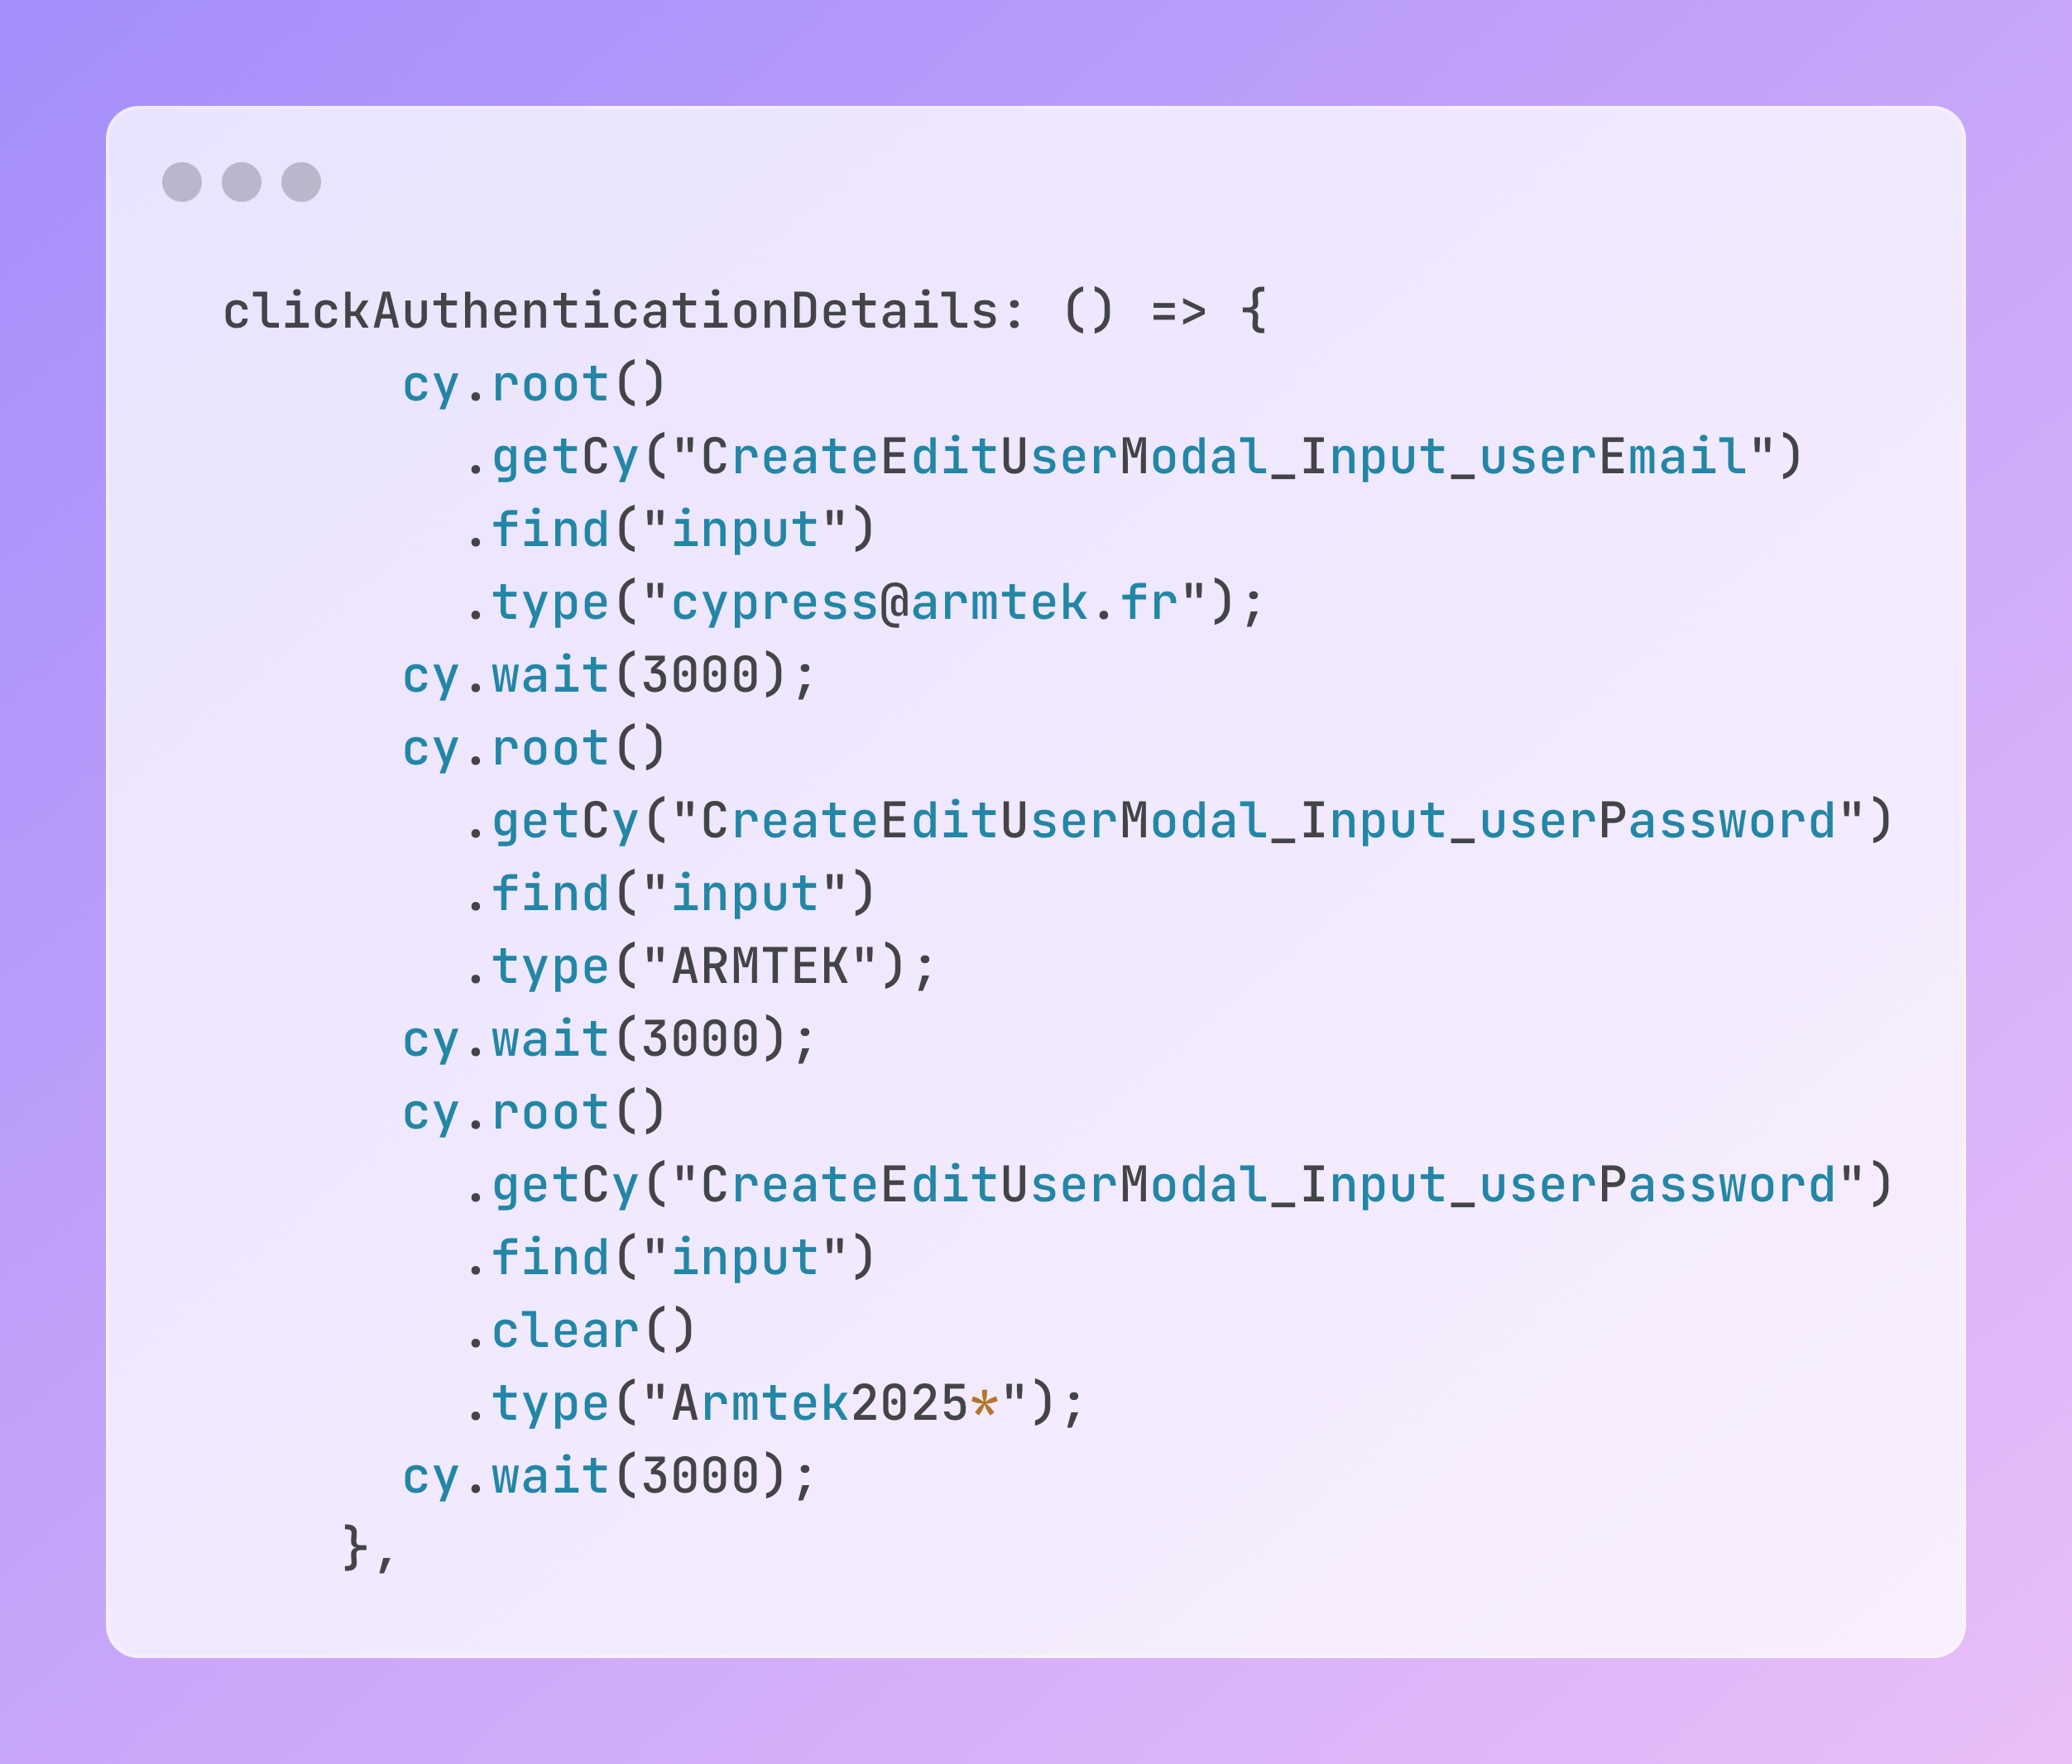 clickAuthenticationDetails: () => {
      cy.root()
        .getCy("CreateEditUserModal_Input_userEmail")
        .find("input")
        .type("cypress@armtek.fr");
      cy.wait(3000);
      cy.root()
        .getCy("CreateEditUserModal_Input_userPassword")
        .find("input")
        .type("ARMTEK");
      cy.wait(3000);
      cy.root()
        .getCy("CreateEditUserModal_Input_userPassword")
        .find("input")
        .clear()
        .type("Armtek2025*");
      cy.wait(3000);
    },